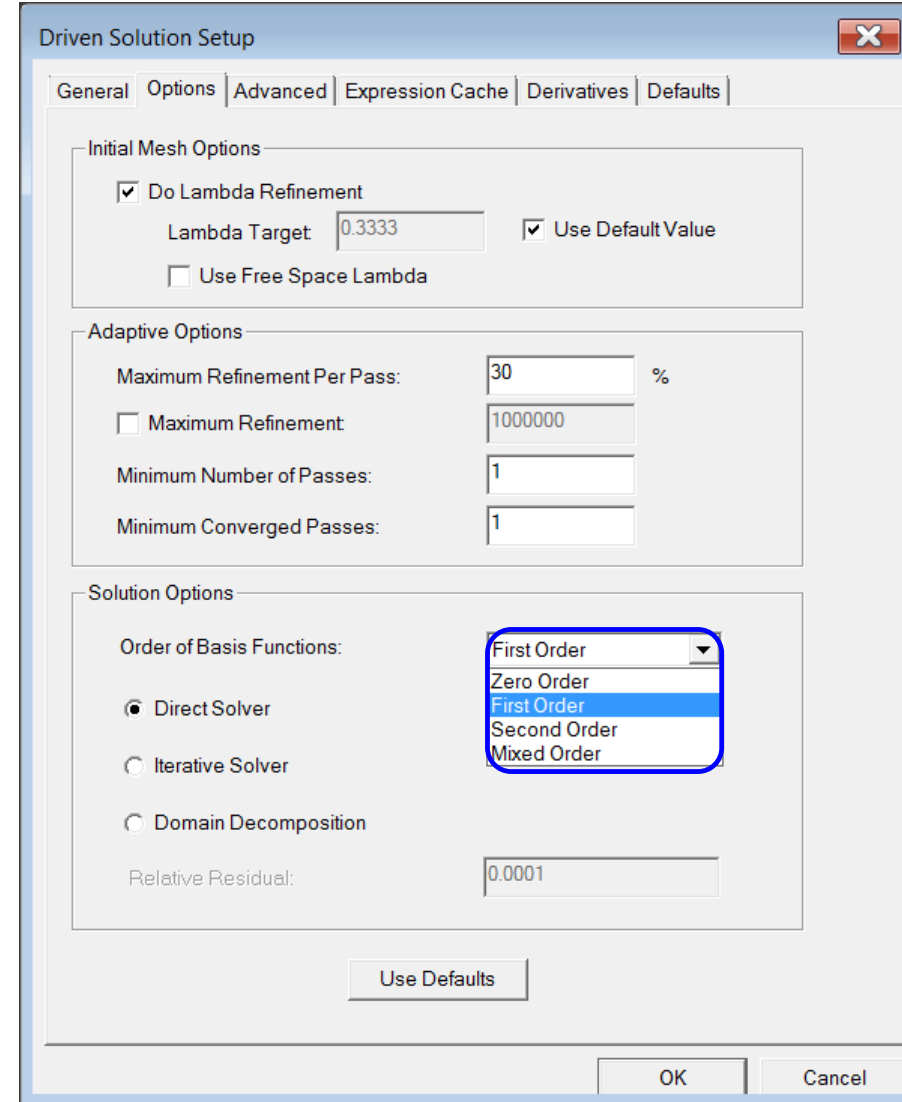 Driven Solution Setup
General Options Advanced Expression Cache Derivatives Defaults
Initial Mesh Options
Do Lambda Refinement
Lambda Target: 0.3333 Use Default Value
Use Free Space Lambda
Adaptive Options
Maximum Refinement Per Pass: 30 %
Maximum Refinement: 1000000
Minimum Number of Passes: 1
Minimum Converged Passes: 1
Solution Options
Order of Basis Functions: First Order
Zero Order
First Order
Direct Solver
Second Order
Mixed Order
Iterative Solver
Domain Decomposition
Relative Residual: 0.0001
Use Defaults
OK Cancel